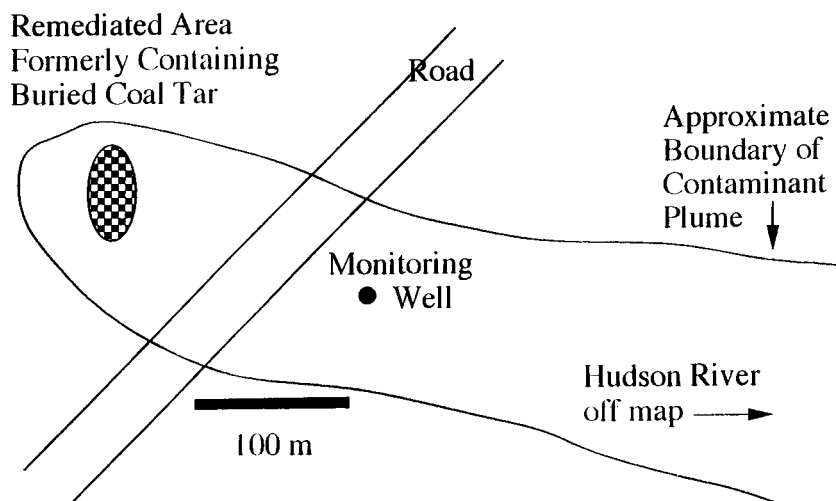 Remediated Area
Formerly Containing
Buried Coal Tar
Road
Approximate
Boundary of
Contaminant
Plume
Monitoring
Well
Hudson River
off map
100 m